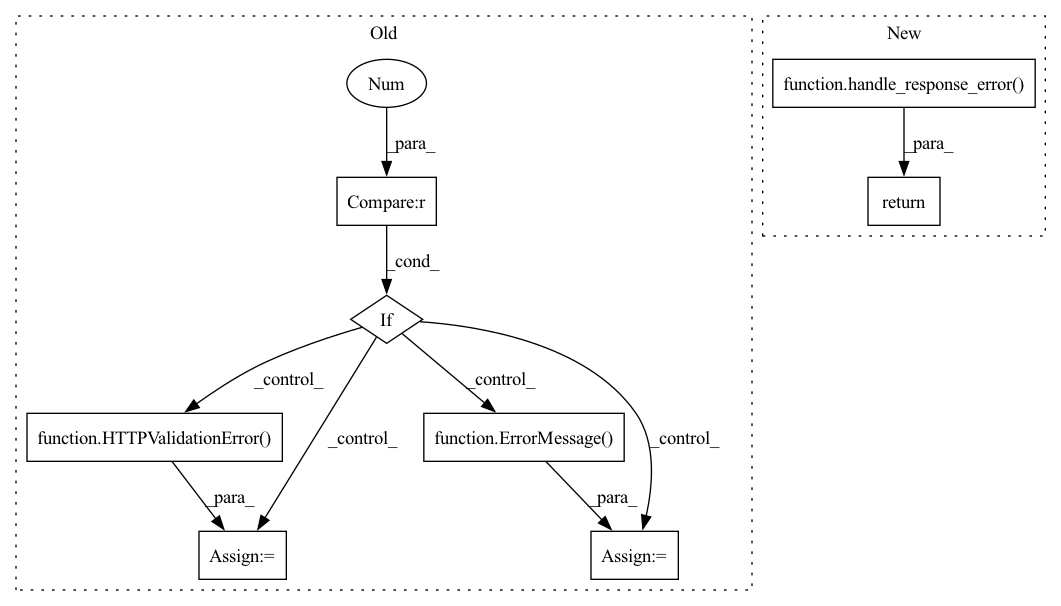 Old
New
Num
function.handle_response_error()
_para_
_para_
Compare:r
return
_cond_
If
_control_
_control_
_control_
_control_
function.HTTPValidationError()
function.ErrorMessage()
_para_
_para_
Assign:=
Assign:=